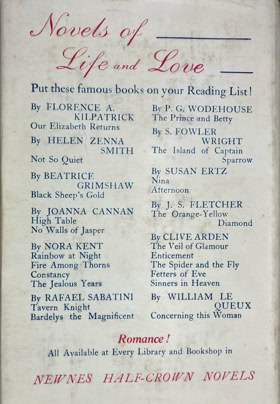 Novels of
Life and Love
Put these famous books on your Reading List!
By FLORENCE A.
KILPATRICK
Our Elizabeth Returns
By HELEN ZENNA
SMITH
Not So Quiet
By BEATRICE
GRIMSHAW
Black Sheep's Gold
By JOANNA CANNAN
High Table
No Walls of Jasper
By NORA KENT
Rainbow at Night
Fire Among Thorns
Constancy
The Jealous Years
By RAFAEL SABATINI
Tavern Knight
Bardelys the Magnificent
By P. G. WODEHOUSE
The Prince and Betty
By S. FOWLER
WRIGHT
The Island of Captain
Sparrow
By SUSAN ERTZ
Nina
Afternoon
By J. S. FLETCHER
The Orange-Yellow
Diamond
By CLIVE ARDEN
The Veil of Glamour
Enticement
The Spider and the Fly
Fetters of Eve
Sinners in Heaven
By WILLIAM LE
QUEUX
Concerning this Woman
Romance!
All Available at Every Library and Bookshop in
NEWNES HALF-CROWN NOVELS